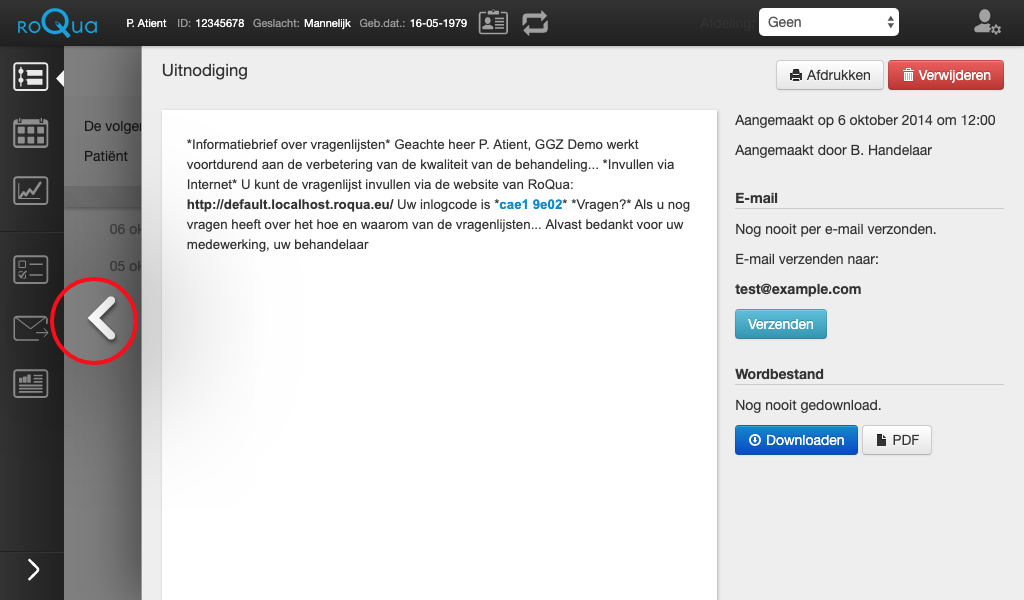 RoQua
P. Atient ID: 12345678 Geslacht: Mannelijk Geb.dat.: 16-05-1979
Afdeling: Geen
Uitnodiging
Afdrukken
Verwijderen
De volge
Patiënt
06 ok
05 ok
*Informatiebrief over vragenlijsten* Geachte heer P. Atient, GGZ Demo werkt
voortdurend aan de verbetering van de kwaliteit van de behandeling... *Invullen via
Internet* U kunt de vragenlijst invullen via de website van RoQua:
http://default.localhost.roqua.eu/ Uw inlogcode is *cae1 9e02* *Vragen?* Als u nog
vragen heeft over het hoe en waarom van de vragenlijsten... Alvast bedankt voor uw
medewerking, uw behandelaar
Aangemaakt op 6 oktober 2014 om 12:00
Aangemaakt door B. Handelaar
E-mail
Nog nooit per e-mail verzonden.
E-mail verzenden naar:
test@example.com
Verzenden
Wordbestand
Nog nooit gedownload.
Downloaden
PDF